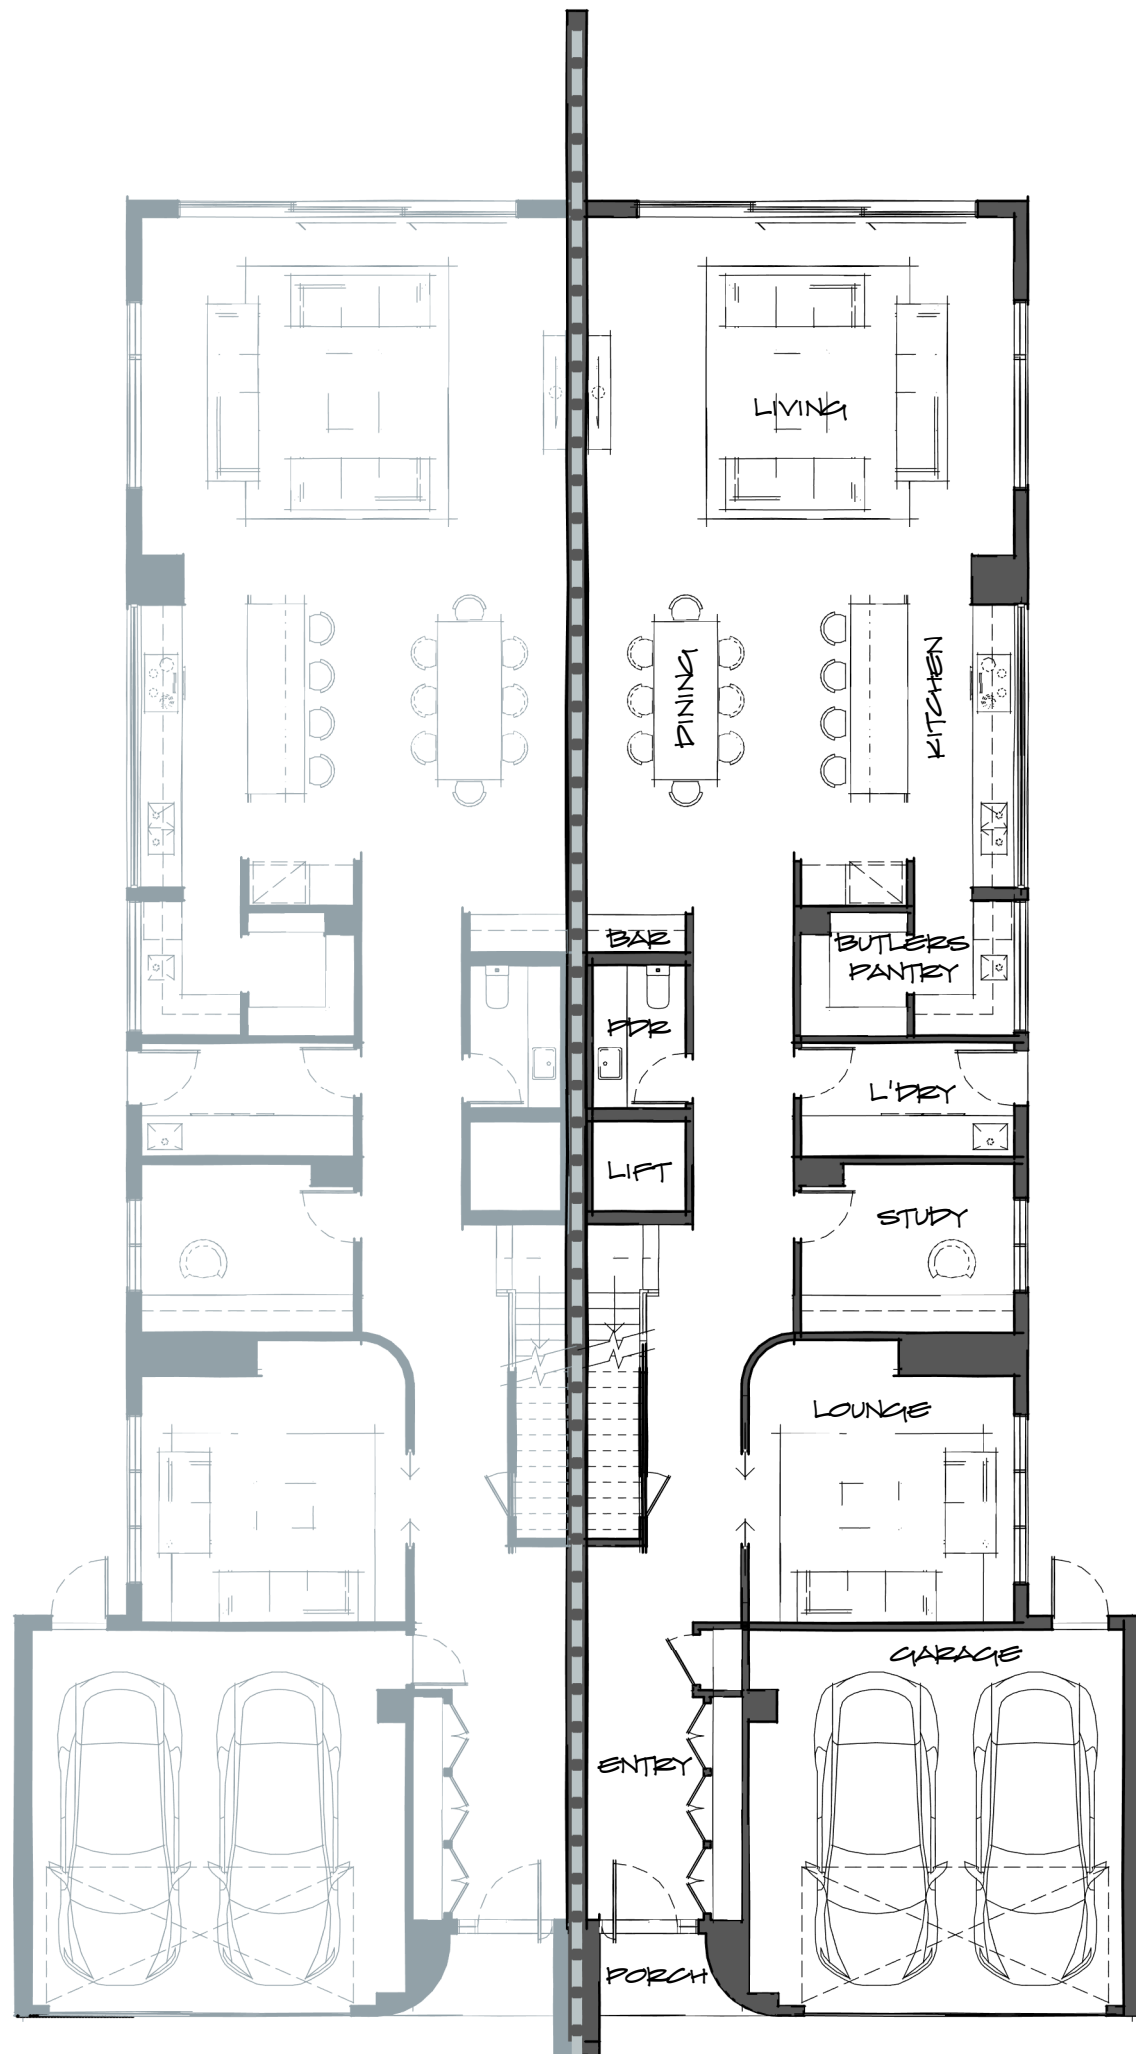 LIVING
DINING
KITCHEN
BAR
BUTLERS
PANTRY
PDR
L'DRY
LIFT
STUDY
LOUNGE
GARAGE
ENTRY
PORCH